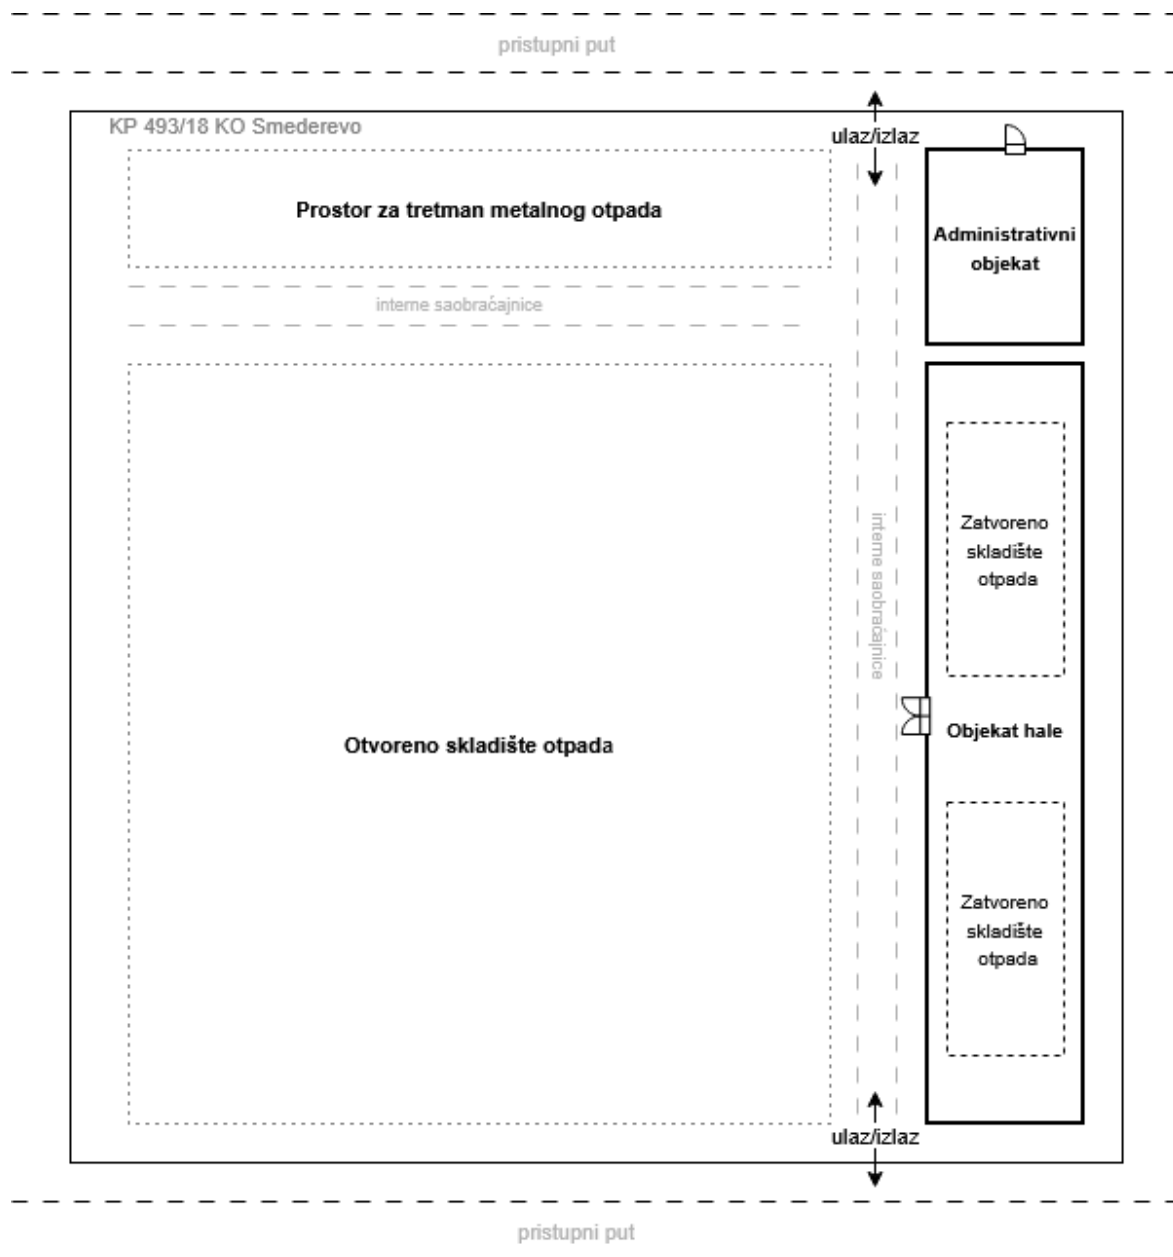 pristupni put
KP 493/18 KO Smederevo
ulaz/izlaz
Prostor za tretman metalnog otpada
Administrativni
objekat
interne saobraćajnice
interne saobraćajnice
Zatvoreno
skladište
otpada
Otvoreno skladište otpada
Objekat hale
Zatvoreno
skladište
otpada
ulaz/izlaz
pristupni put